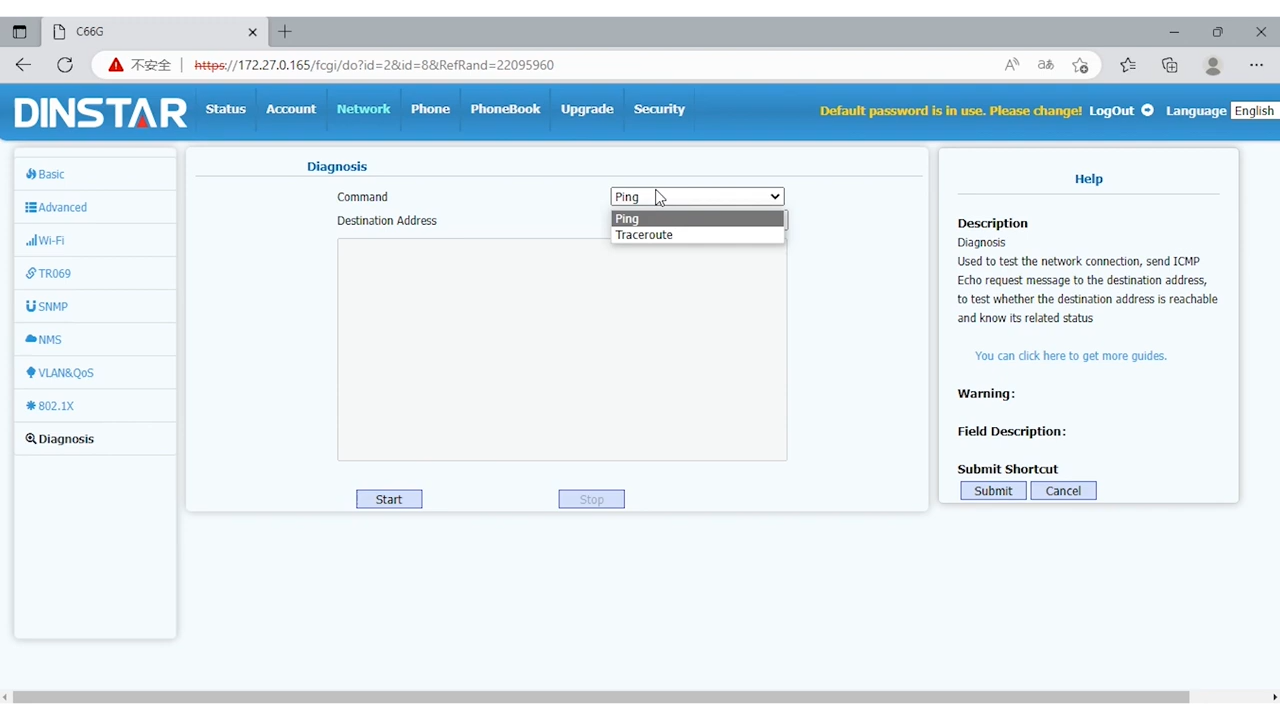 C66G
不安全 https://172.27.0.165/fcgi/do?id=2&id=8&RefRand=22095960
DINSTAR
Status Account Network Phone PhoneBook Upgrade Security
Default password is in use. Please change! LogOut Language English
Basic
Advanced
Wi-Fi
TR069
SNMP
NMS
VLAN&QoS
802.1X
Diagnosis
Diagnosis
Command Ping
Ping
Destination Address
Traceroute
Start Stop
Help
Description
Diagnosis
Used to test the network connection, send ICMP
Echo request message to the destination address,
to test whether the destination address is reachable
and know its related status
You can click here to get more guides.
Warning:
Field Description:
Submit Shortcut
Submit Cancel